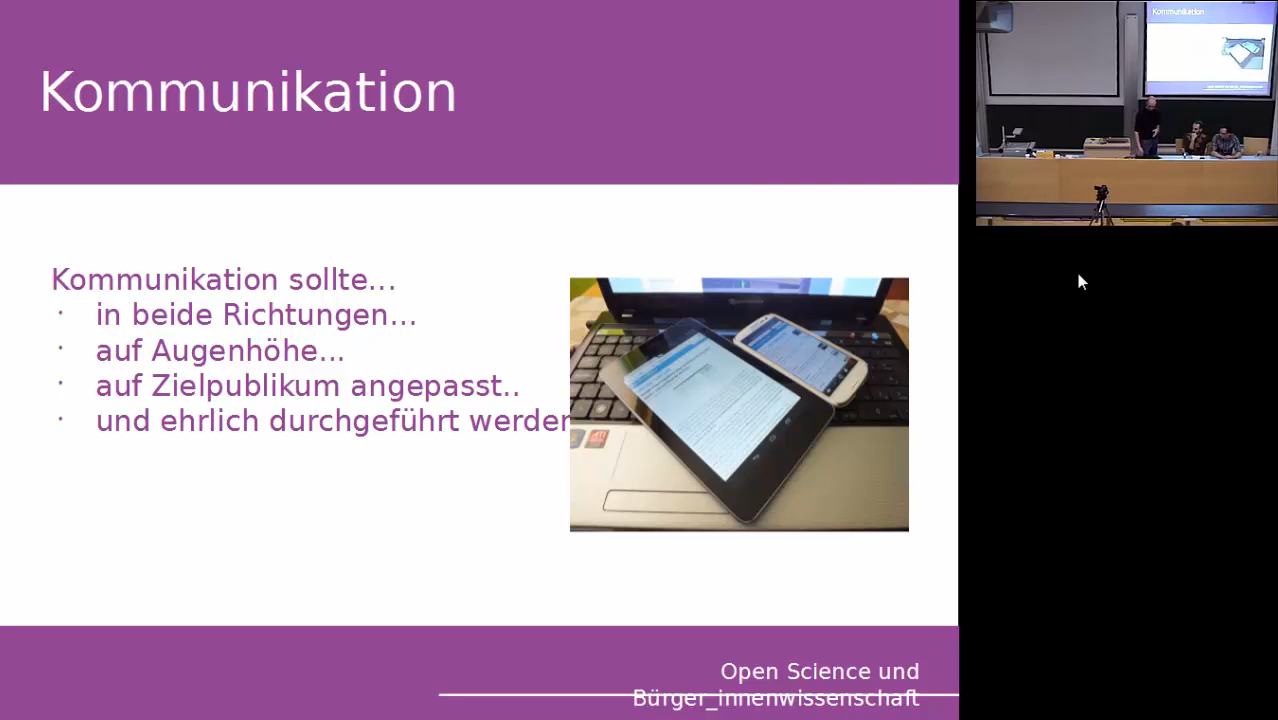 Kommunikation
Kommunikation sollte...
· in beide Richtungen...
· auf Augenhöhe...
· auf Zielpublikum angepasst..
· und ehrlich durchgeführt werden
Open Science und
Bürger_innenwissenschaft
Kommunikation